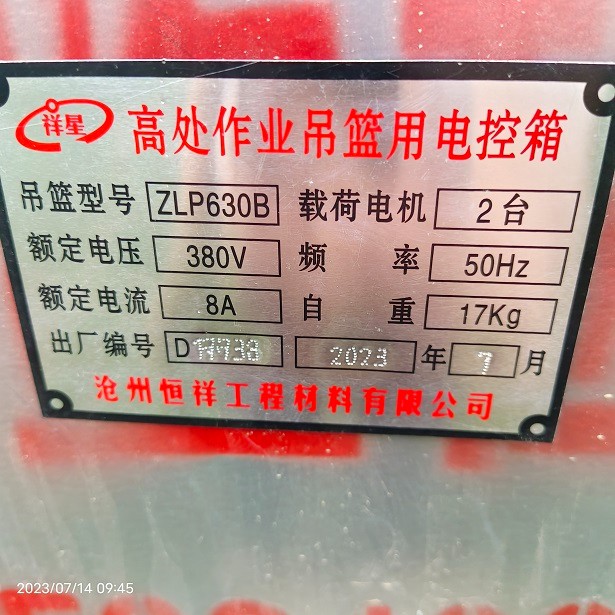 祥星
高处作业吊篮用电控箱
吊篮型号 ZLP630B 载荷电机 2台
额定电压 380V 频率 50Hz
额定电流 8A 自重 17Kg
出厂编号 D 2023 年 7 月
沧州恒祥工程材料有限公司
2023/07/14 09:45